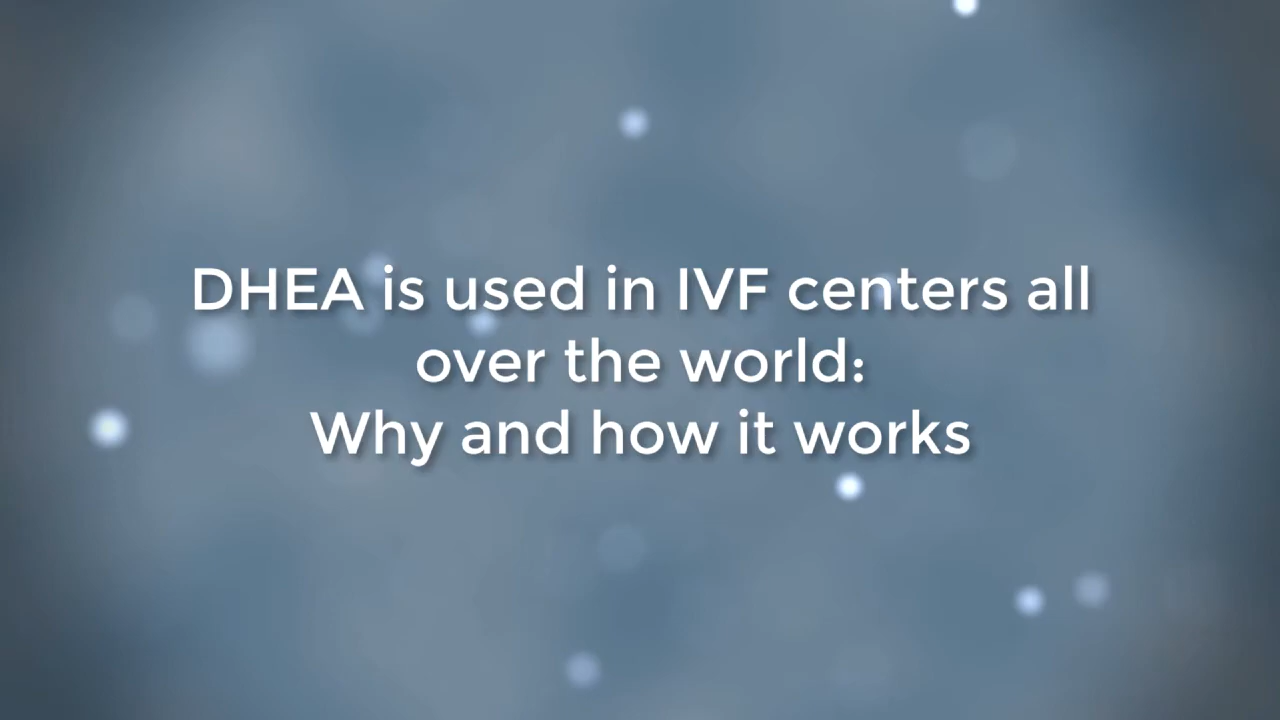 DHEA is used in IVF centers all
over the world:
Why and how it works